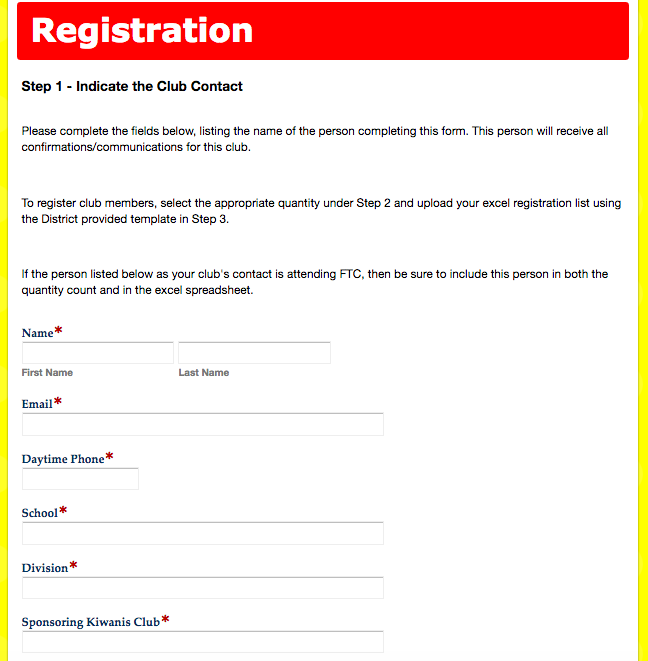 Registration
Step 1 - Indicate the Club Contact
Please complete the fields below, listing the name of the person completing this form. This person will receive all
confirmations/communications for this club.
To register club members, select the appropriate quantity under Step 2 and upload your excel registration list using
the District provided template in Step 3.
If the person listed below as your club's contact is attending FTC, then be sure to include this person in both the
quantity count and in the excel spreadsheet.
Name*
First Name Last Name
Email*
Daytime Phone*
School*
Division*
Sponsoring Kiwanis Club*